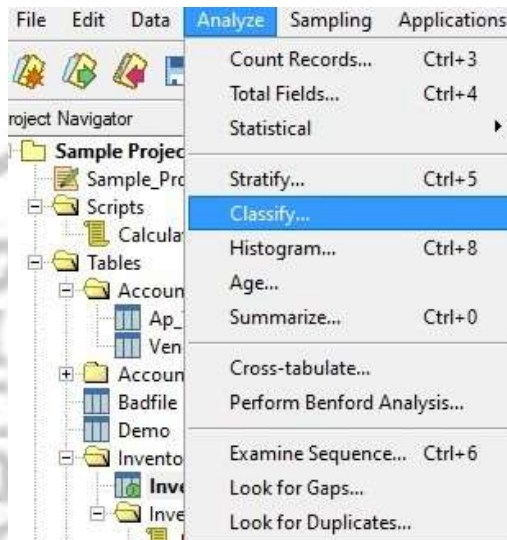 File Edit Data Analyze Sampling Applications
Count Records... Ctrl+3
Total Fields... Ctrl+4
Statistical
Stratify... Ctrl+5
Classify...
Histogram... Ctrl+8
Age...
Summarize... Ctrl+0
Cross-tabulate...
Perform Benford Analysis...
Examine Sequence... Ctrl+6
Look for Gaps...
Look for Duplicates...
roject Navigator
Sample Projec
Sample_Pro
Scripts
Calcula
Tables
Accoun
Ap_
Ven
Accoun
Badfile
Demo
Invento
Inve
Inve